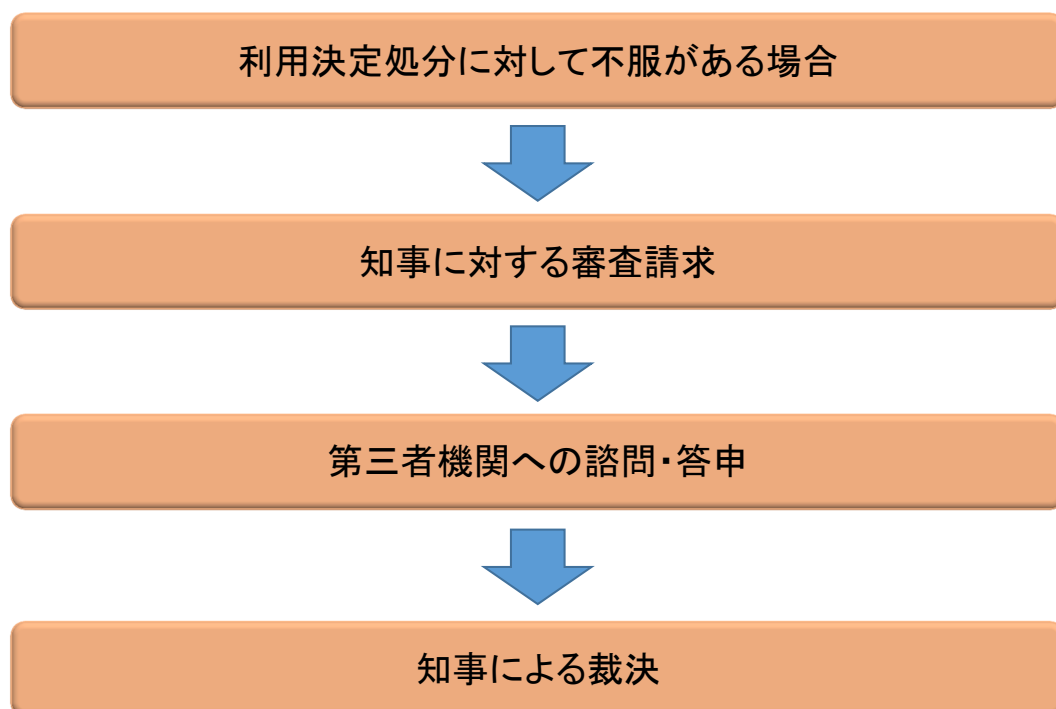 利用決定処分に対して不服がある場合
知事に対する審査請求
第三者機関への諮問・答申
知事による裁決